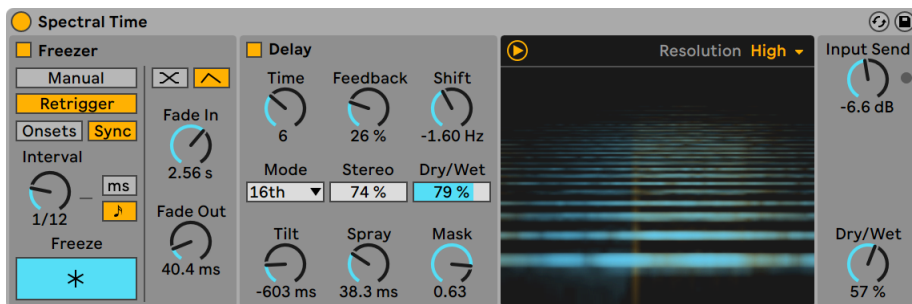 Spectral Time
Freezer
Manual
Retrigger
Onsets Sync
Interval
1/12
ms
Freeze
Fade In
2.56 s
Fade Out
40.4 ms
Delay
Time Feedback Shift
6 26 % -1.60 Hz
Mode Stereo Dry/Wet
16th 74 % 79 %
Tilt Spray Mask
-603 ms 38.3 ms 0.63
Resolution High
Input Send
-6.6 dB
Dry/Wet
57 %